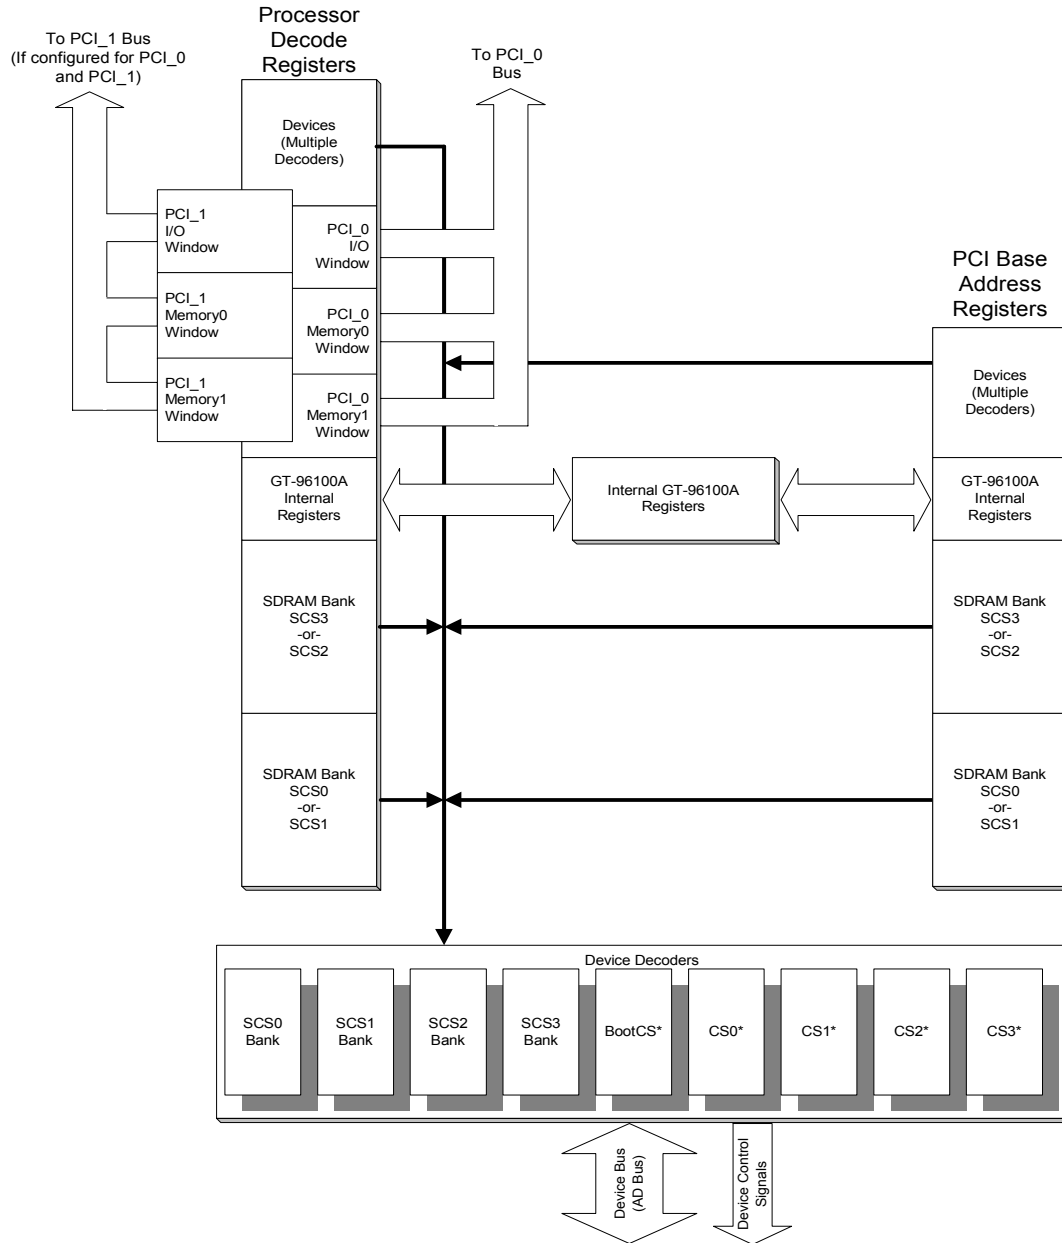 Processor
Decode
Registers
To PCI_1 Bus
(If configured for PCI_0
and PCI_1)
To PCI_0
Bus
Devices
(Multiple
Decoders)
PCI_1
I/O
Window
PCI_0
I/O
Window
PCI_1
Memory0
Window
PCI_0
Memory0
Window
PCI_1
Memory1
Window
PCI_0
Memory1
Window
GT-96100A
Internal
Registers
SDRAM Bank
SCS3
-or-
SCS2
SDRAM Bank
SCS0
-or-
SCS1
Internal GT-96100A
Registers
PCI Base
Address
Registers
Devices
(Multiple
Decoders)
GT-96100A
Internal
Registers
SDRAM Bank
SCS3
-or-
SCS2
SDRAM Bank
SCS0
-or-
SCS1
Device Decoders
SCS0
Bank
SCS1
Bank
SCS2
Bank
SCS3
Bank
BootCS*
CS0*
CS1*
CS2*
CS3*
Device Bus
(AD Bus)
Device Control
Signals